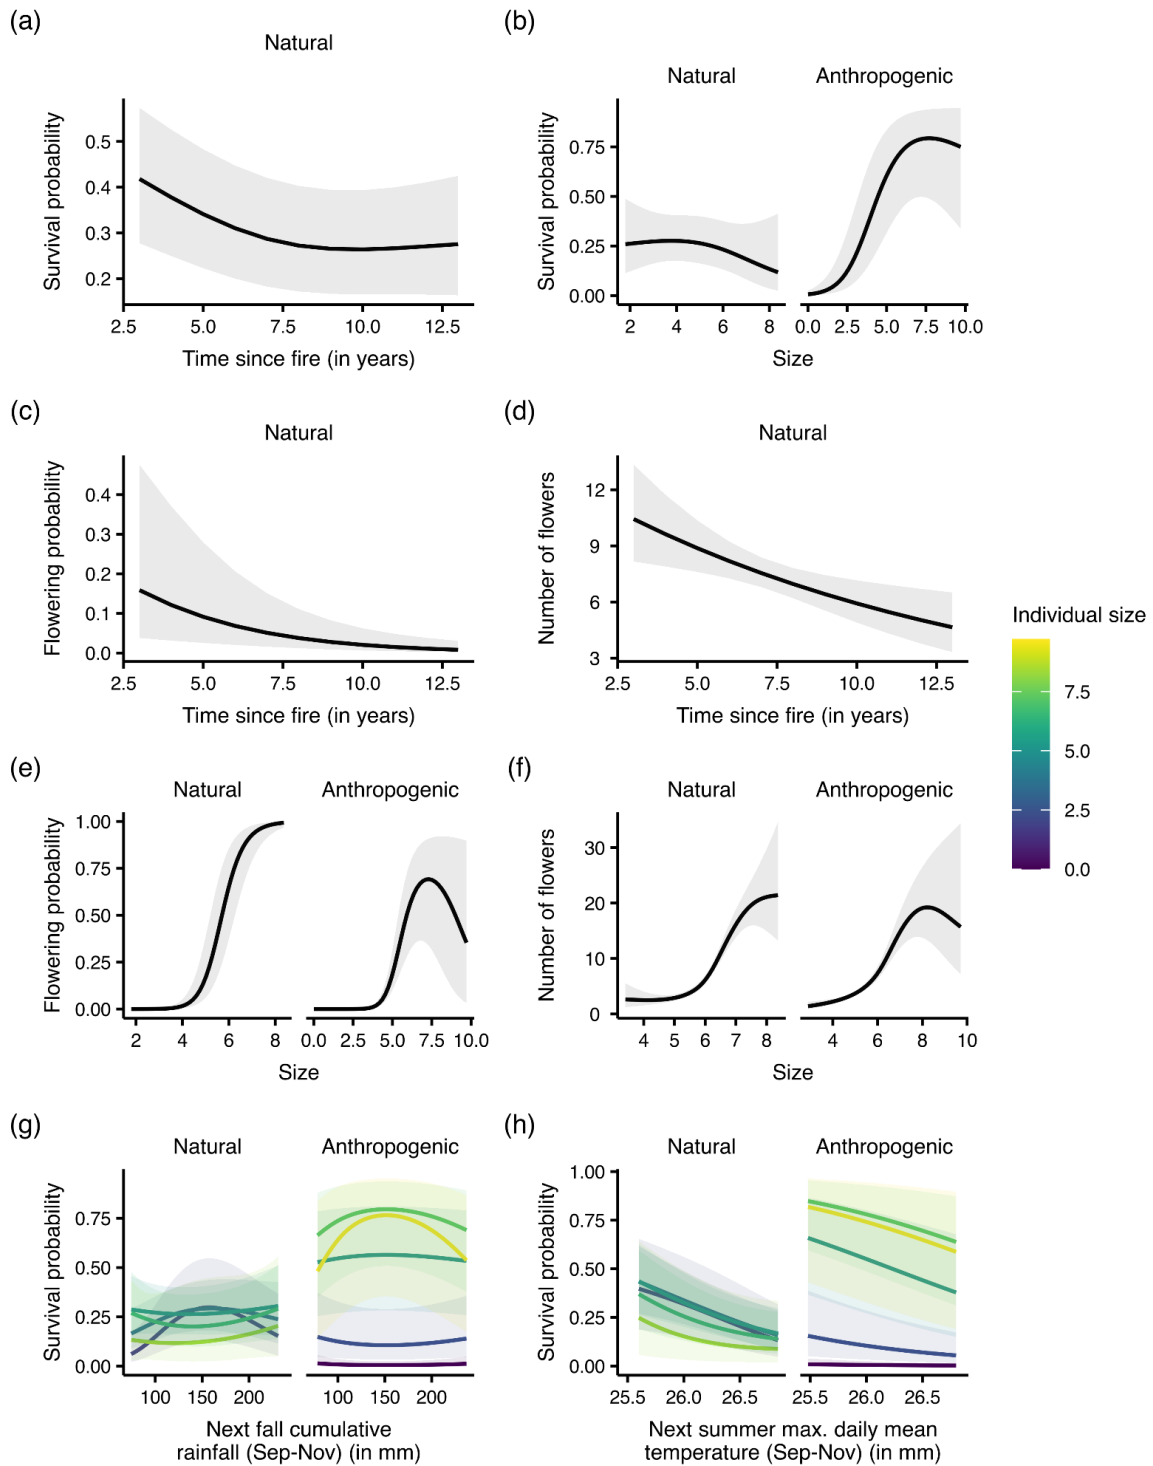 (a)
Natural
Survival probability
0.5
0.4
0.3
0.2
2.5 5.0 7.5 10.0 12.5
Time since fire (in years)
(b)
Natural Anthropogenic
Survival probability
0.75
0.50
0.25
0.00
2 4 6 8 0.0 2.5 5.0 7.5 10.0
Size
(c)
Natural
Flowering probability
0.4
0.3
0.2
0.1
0.0
2.5 5.0 7.5 10.0 12.5
Time since fire (in years)
(d)
Natural
Number of flowers
12
9
6
3
2.5 5.0 7.5 10.0 12.5
Time since fire (in years)
Individual size
7.5
5.0
2.5
0.0
(e)
Natural Anthropogenic
Flowering probability
1.00
0.75
0.50
0.25
0.00
2 4 6 8 0.0 2.5 5.0 7.5 10.0
Size
(f)
Natural Anthropogenic
Number of flowers
30
20
10
0
4 5 6 7 8 4 6 8 10
Size
(g)
Natural Anthropogenic
Survival probability
0.75
0.50
0.25
0.00
100 150 200 100 150 200
Next fall cumulative
rainfall (Sep-Nov) (in mm)
(h)
Natural Anthropogenic
Survival probability
1.00
0.75
0.50
0.25
0.00
25.5 26.0 26.5 25.5 26.0 26.5
Next summer max. daily mean
temperature (Sep-Nov) (in mm)